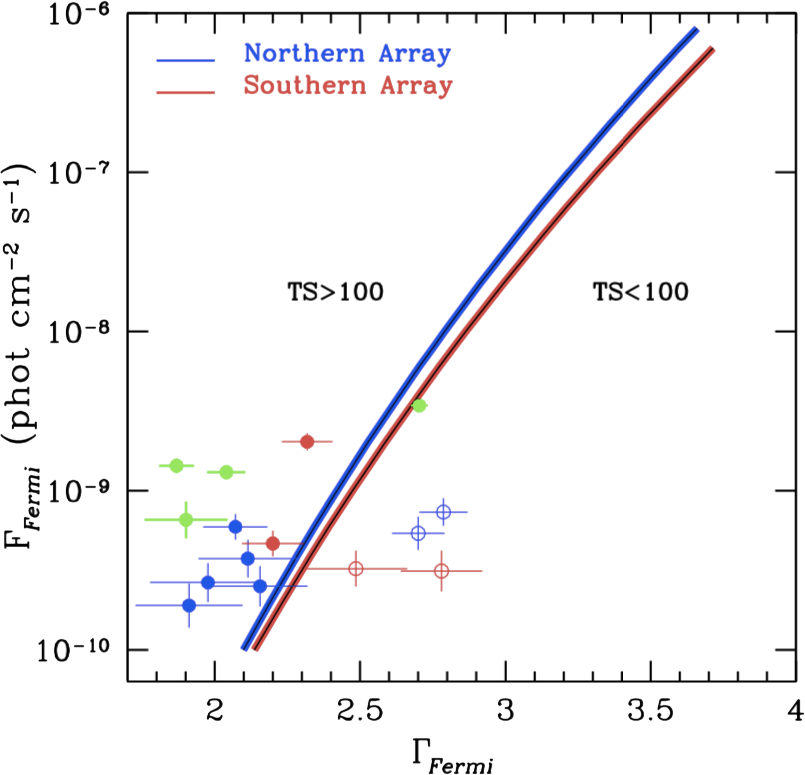 10⁻⁶
Northern Array
Southern Array
10⁻⁷
TS>100
TS<100
10⁻⁸
10⁻⁹
10⁻¹⁰
F_Fermi (phot cm⁻² s⁻¹)
2 2.5 3 3.5 4
Γ_Fermi